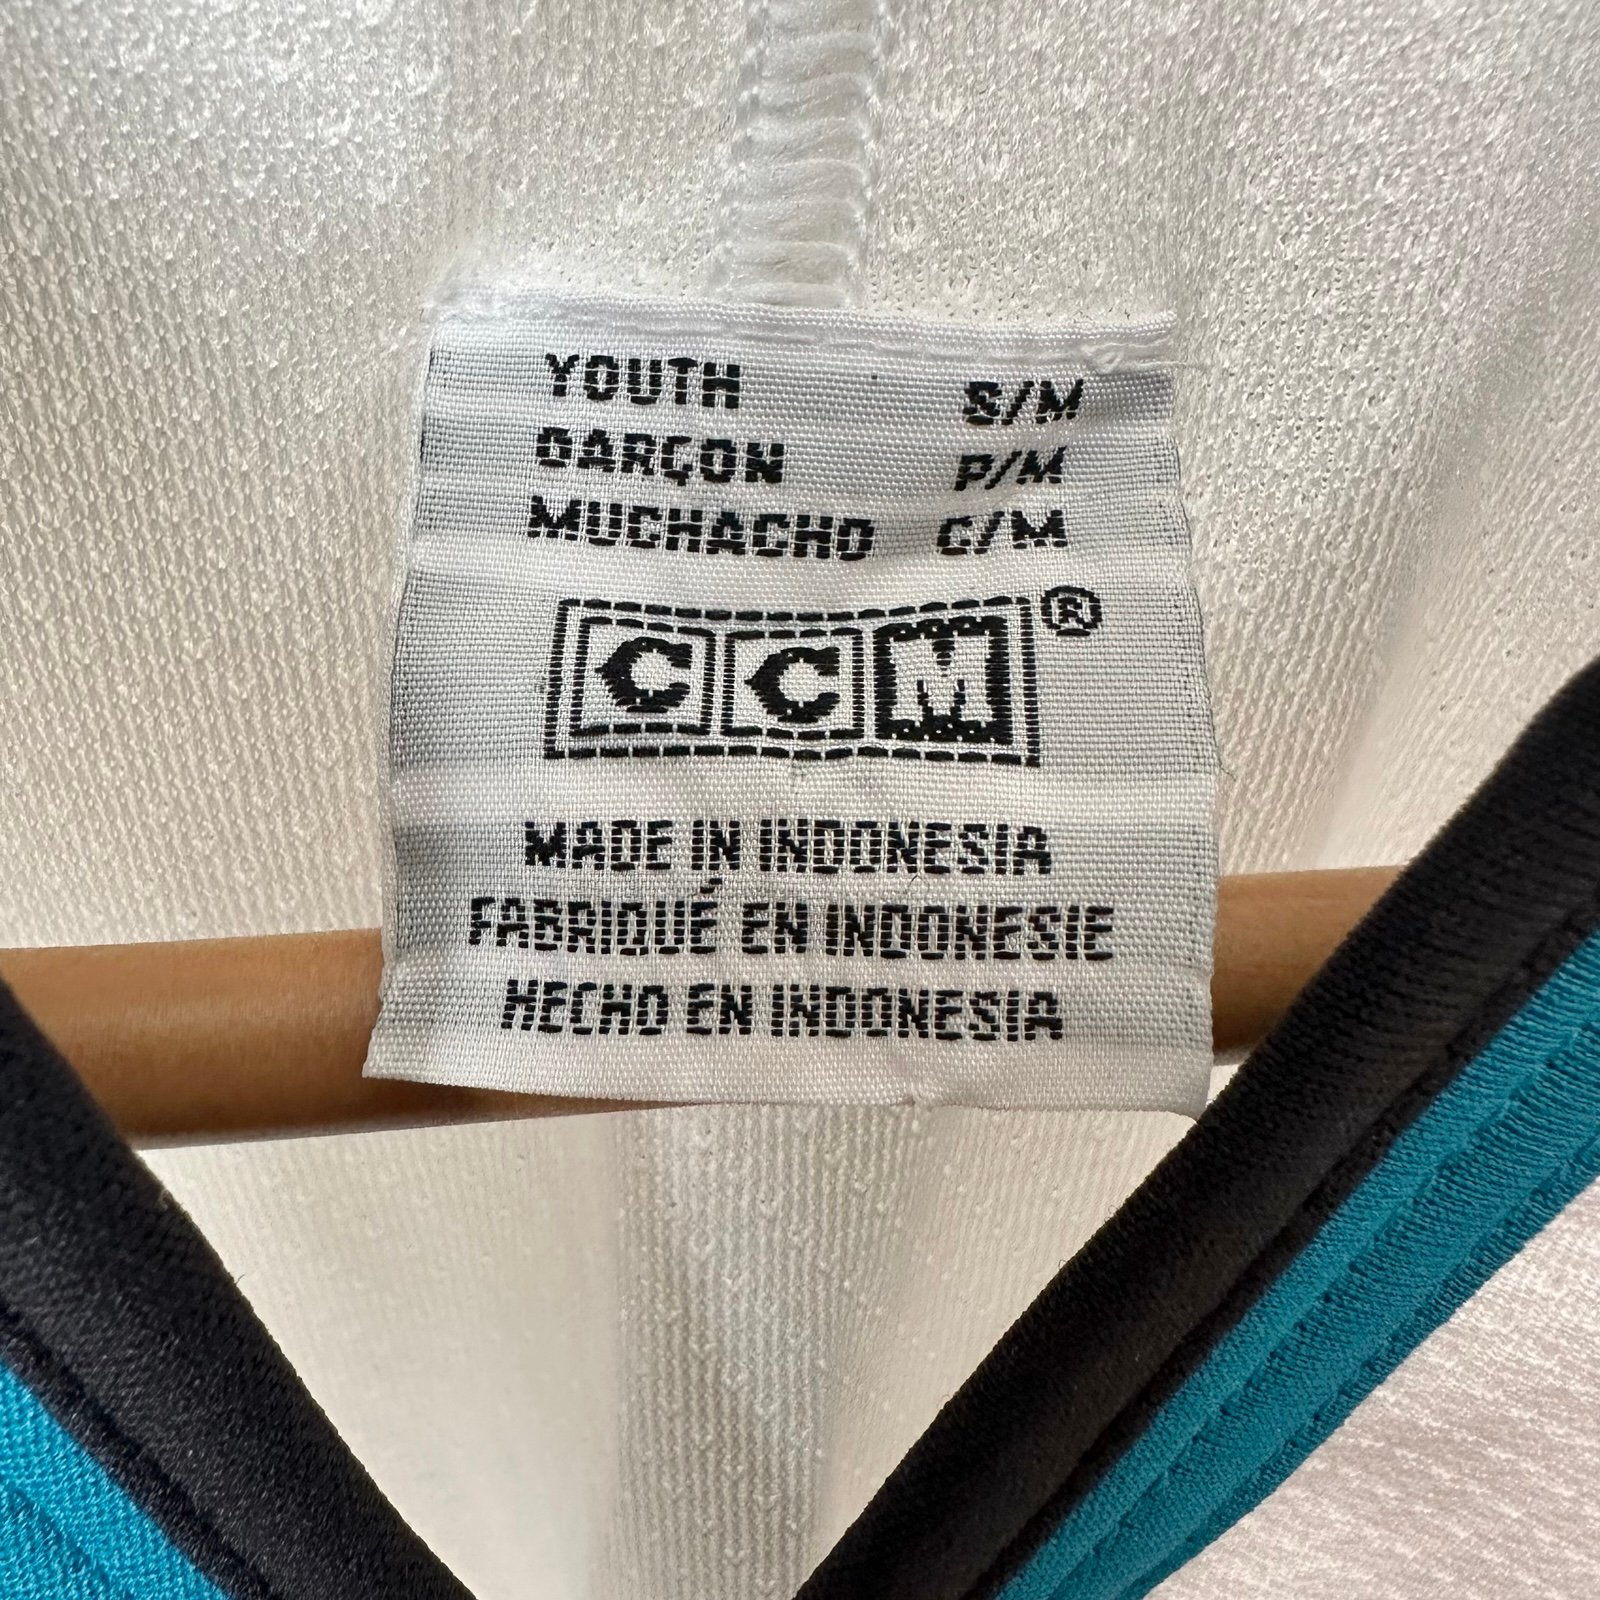 YOUTH S/M
GARÇON P/M
MUCHACHO C/M
CCM®
MADE IN INDONESIA
FABRIQUÉ EN INDONESIE
HECHO EN INDONESIA